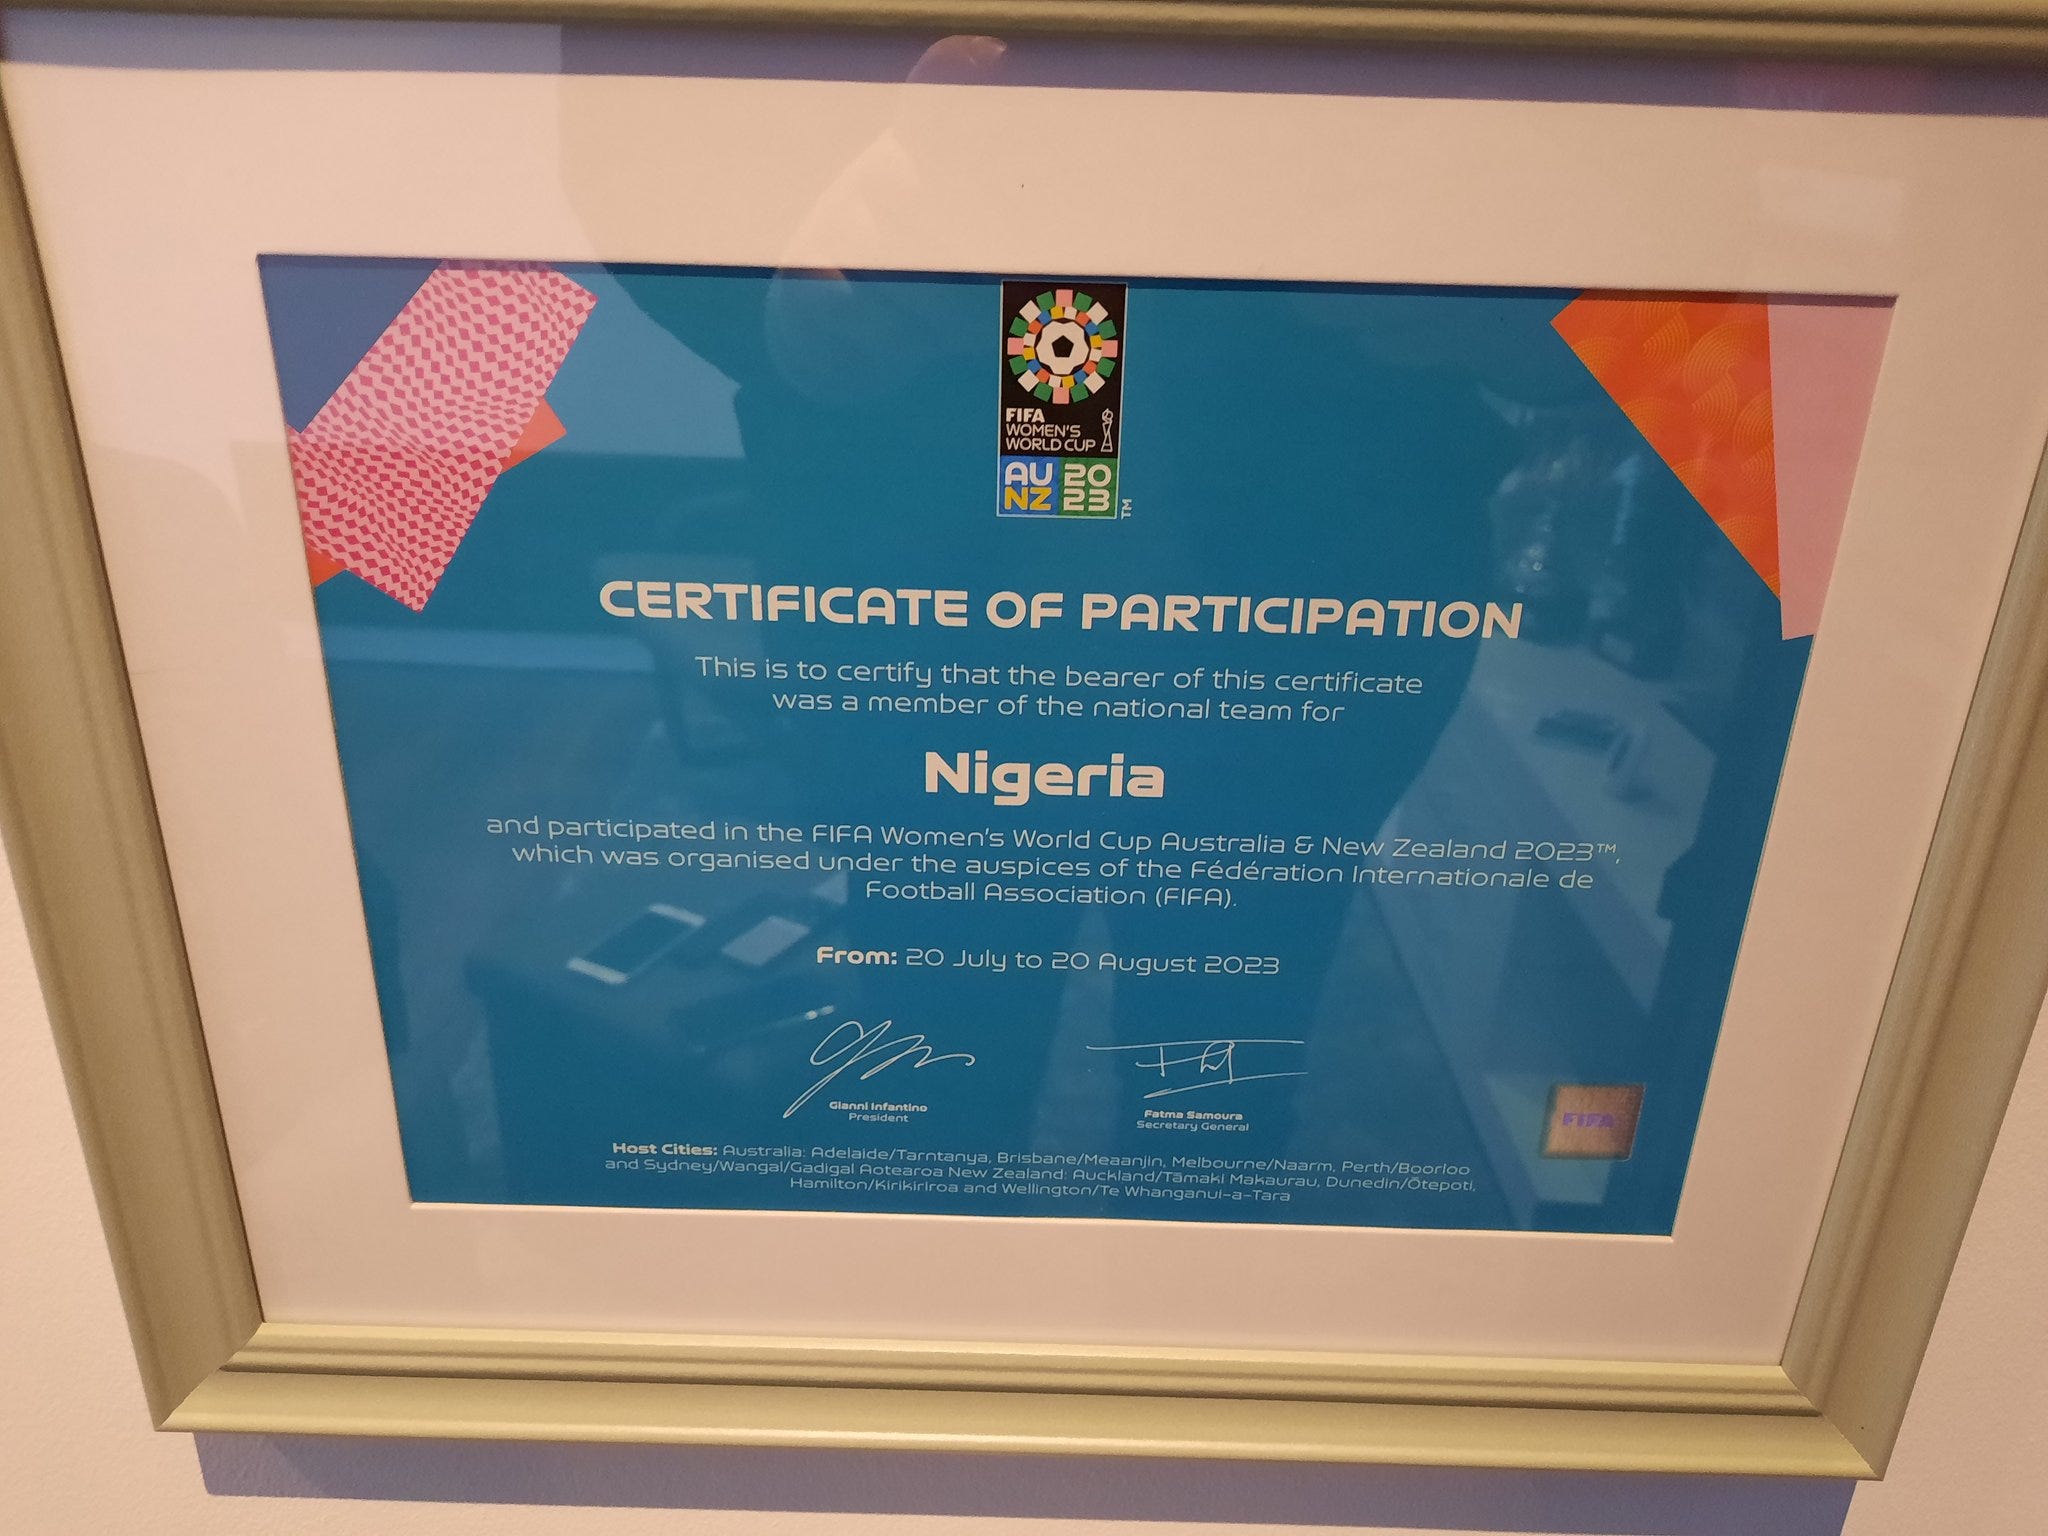 FIFA
WOMEN'S
WORLD CUP
AU 20
NZ 23 TM
CERTIFICATE OF PARTICIPATION
This is to certify that the bearer of this certificate
was a member of the national team for
Nigeria
and participated in the FIFA Women's World Cup Australia & New Zealand 2023™,
which was organised under the auspices of the Fédération Internationale de
Football Association (FIFA).
From: 20 July to 20 August 2023
Gianni Infantino
President
Fatma Samoura
Secretary General
FIFA
Host Cities: Australia: Adelaide/Tarntanya, Brisbane/Meaanjin, Melbourne/Naarm, Perth/Boorloo
and Sydney/Wangal/Gadigal Aotearoa New Zealand: Auckland/Tāmaki Makaurau, Dunedin/Ōtepoti,
Hamilton/Kirikiriroa and Wellington/Te Whanganui-a-Tara